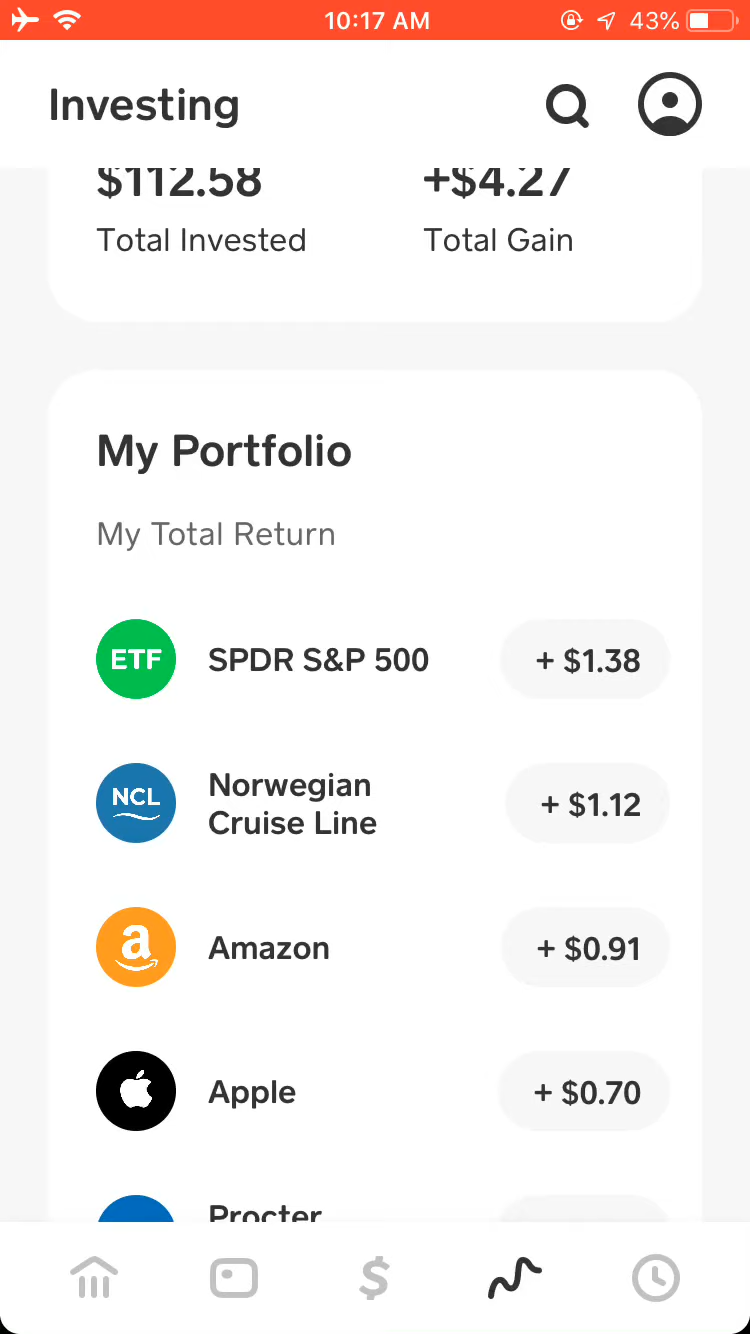 10:17 AM
43%
Investing
$112.58
+$4.27
Total Invested
Total Gain
My Portfolio
My Total Return
ETF
SPDR S&P 500
+ $1.38
NCL
Norwegian
Cruise Line
+ $1.12
a
Amazon
+ $0.91
Apple
+ $0.70
Procter
$